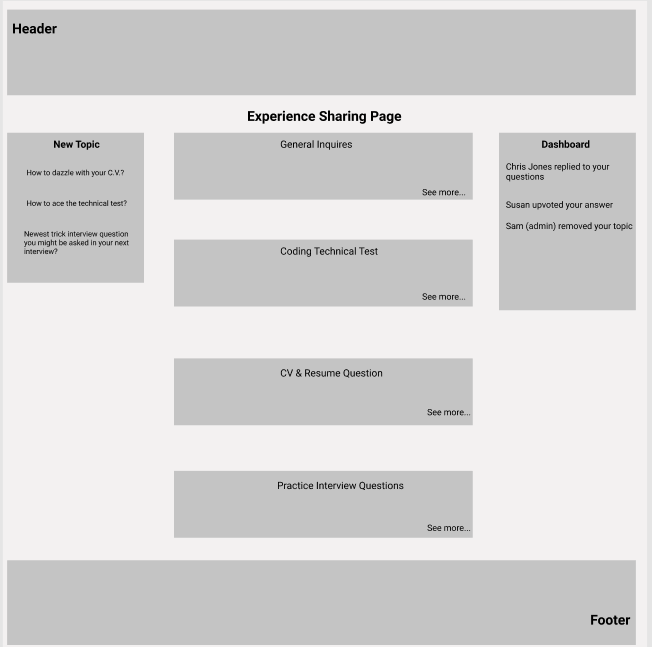 Header
Experience Sharing Page
New Topic
How to dazzle with your C.V.?
How to ace the technical test?
Newest trick interview question
you might be asked in your next
interview?
General Inquires
See more...
Coding Technical Test
See more...
CV & Resume Question
See more...
Practice Interview Questions
See more...
Dashboard
Chris Jones replied to your
questions
Susan upvoted your answer
Sam (admin) removed your topic
Footer